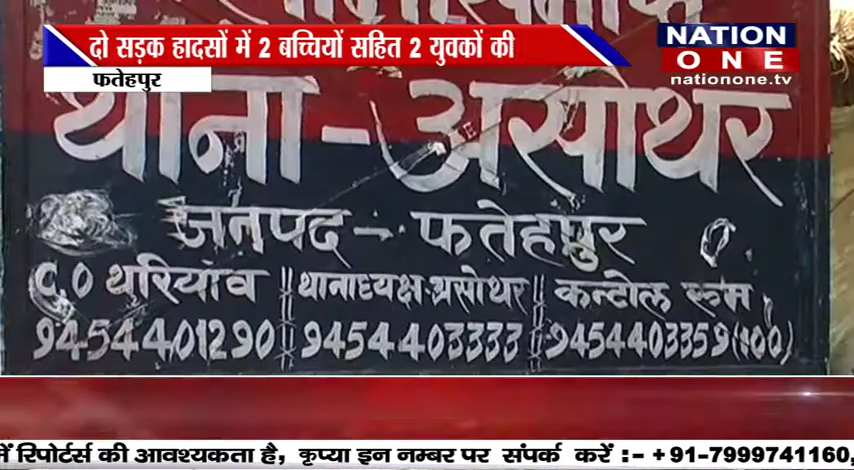 दो सड़क हादसों में 2 बच्चियों सहित 2 युवकों की
फतेहपुर
NATION
ONE
nationone.tv
थाना - असोथर
जनपद - फतेहपुर
C.O थरियांव || थानाध्यक्ष असोथर || कन्टोल रूम
9454401290 || 9454403333 || 9454403359 (100)
में रिपोर्टर्स की आवश्यकता है, कृप्या इन नम्बर पर संपर्क करें :- +91-7999741160,